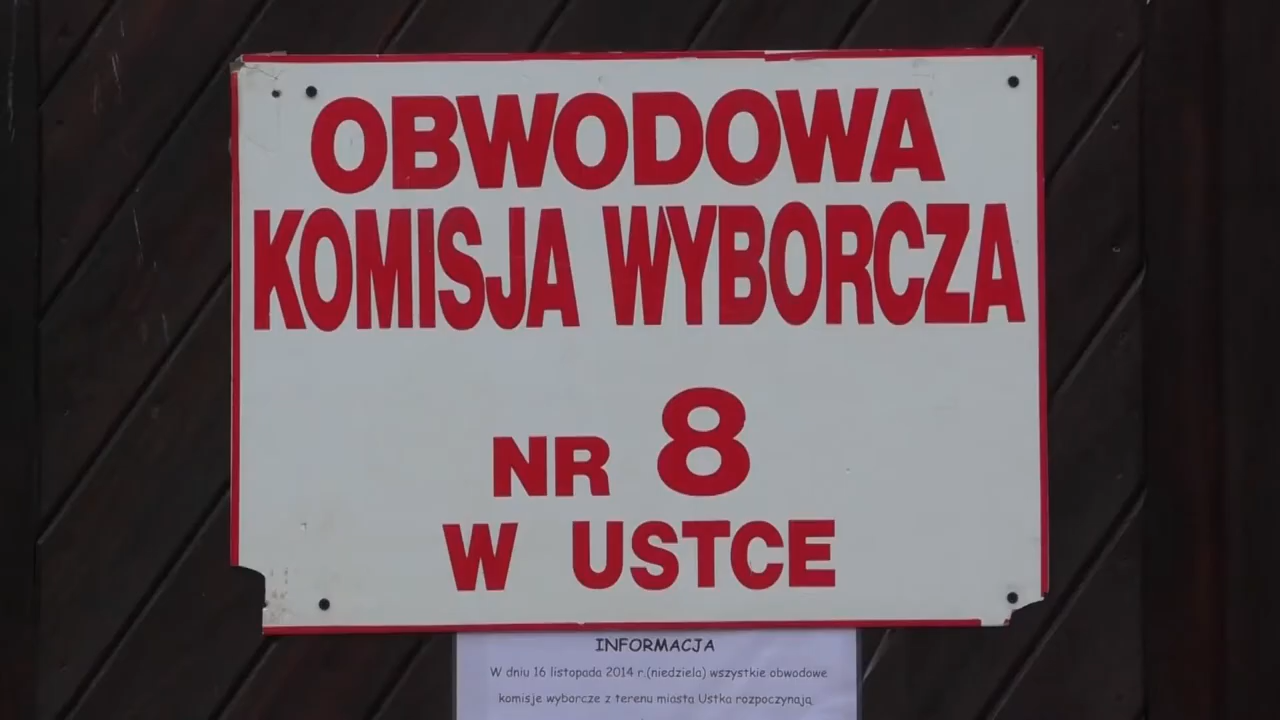 OBWODOWA
KOMISJA WYBORCZA
NR 8
W USTCE
INFORMACJA
W dniu 16 listopada 2014 r.(niedziela) wszystkie obwodowe
komisje wyborcze z terenu miasta Ustka rozpoczynają